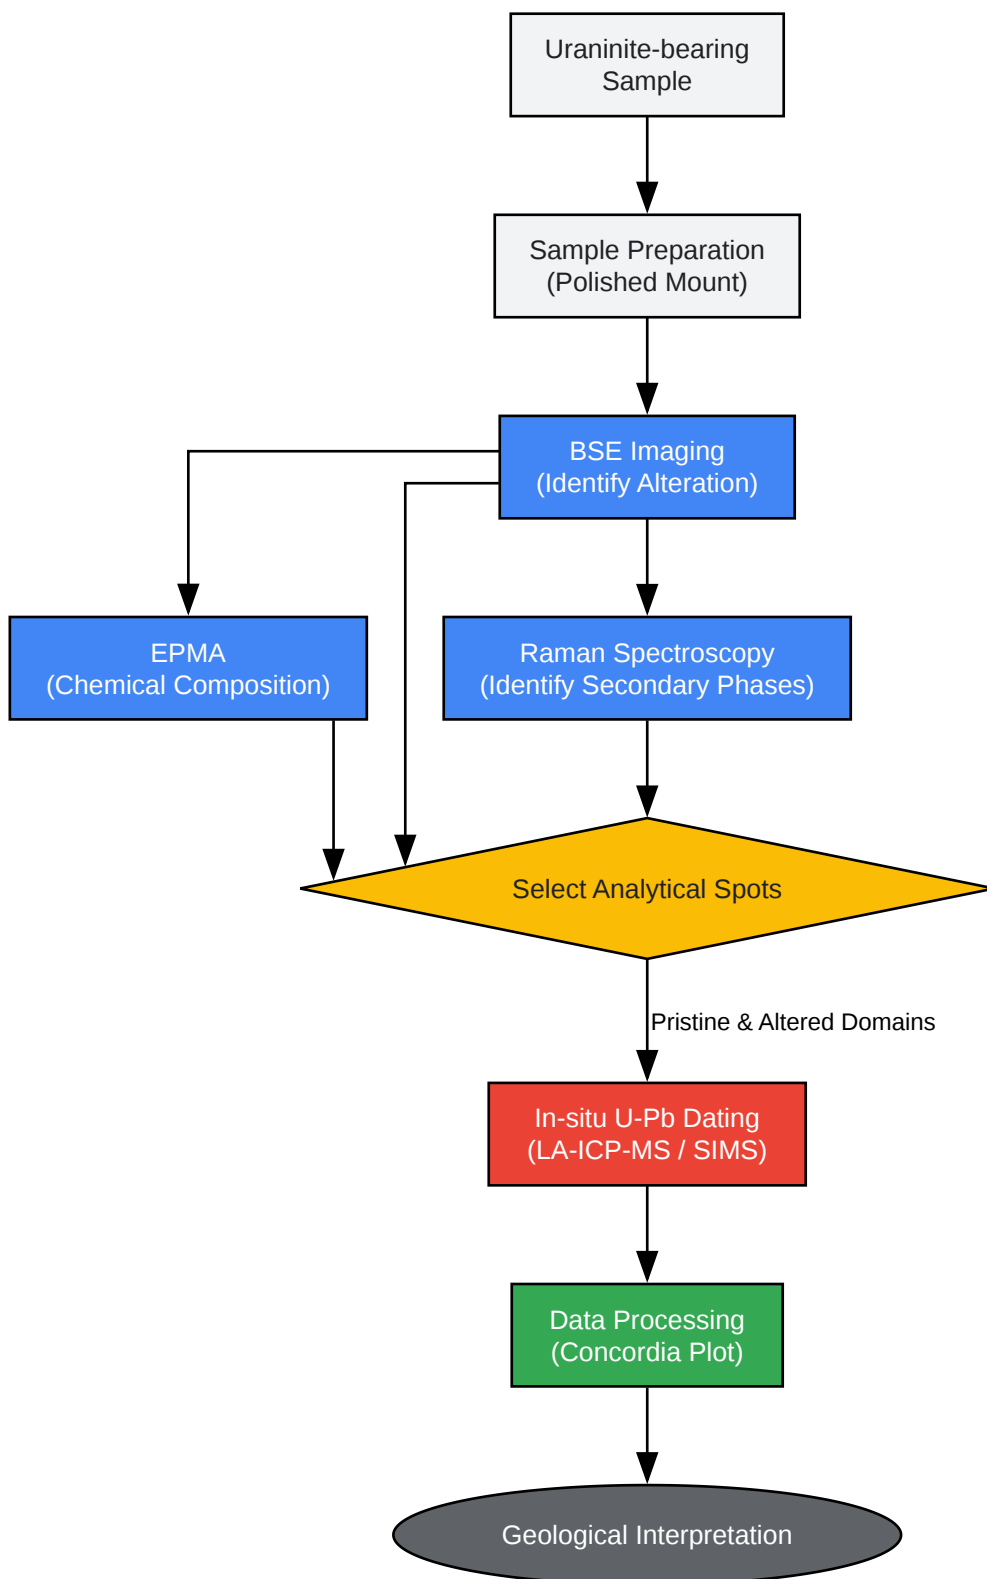 Uraninite-bearing
Sample
Sample Preparation
(Polished Mount)
BSE Imaging
(Identify Alteration)
EPMA
(Chemical Composition)
Raman Spectroscopy
(Identify Secondary Phases)
Select Analytical Spots
Pristine & Altered Domains
In-situ U-Pb Dating
(LA-ICP-MS / SIMS)
Data Processing
(Concordia Plot)
Geological Interpretation